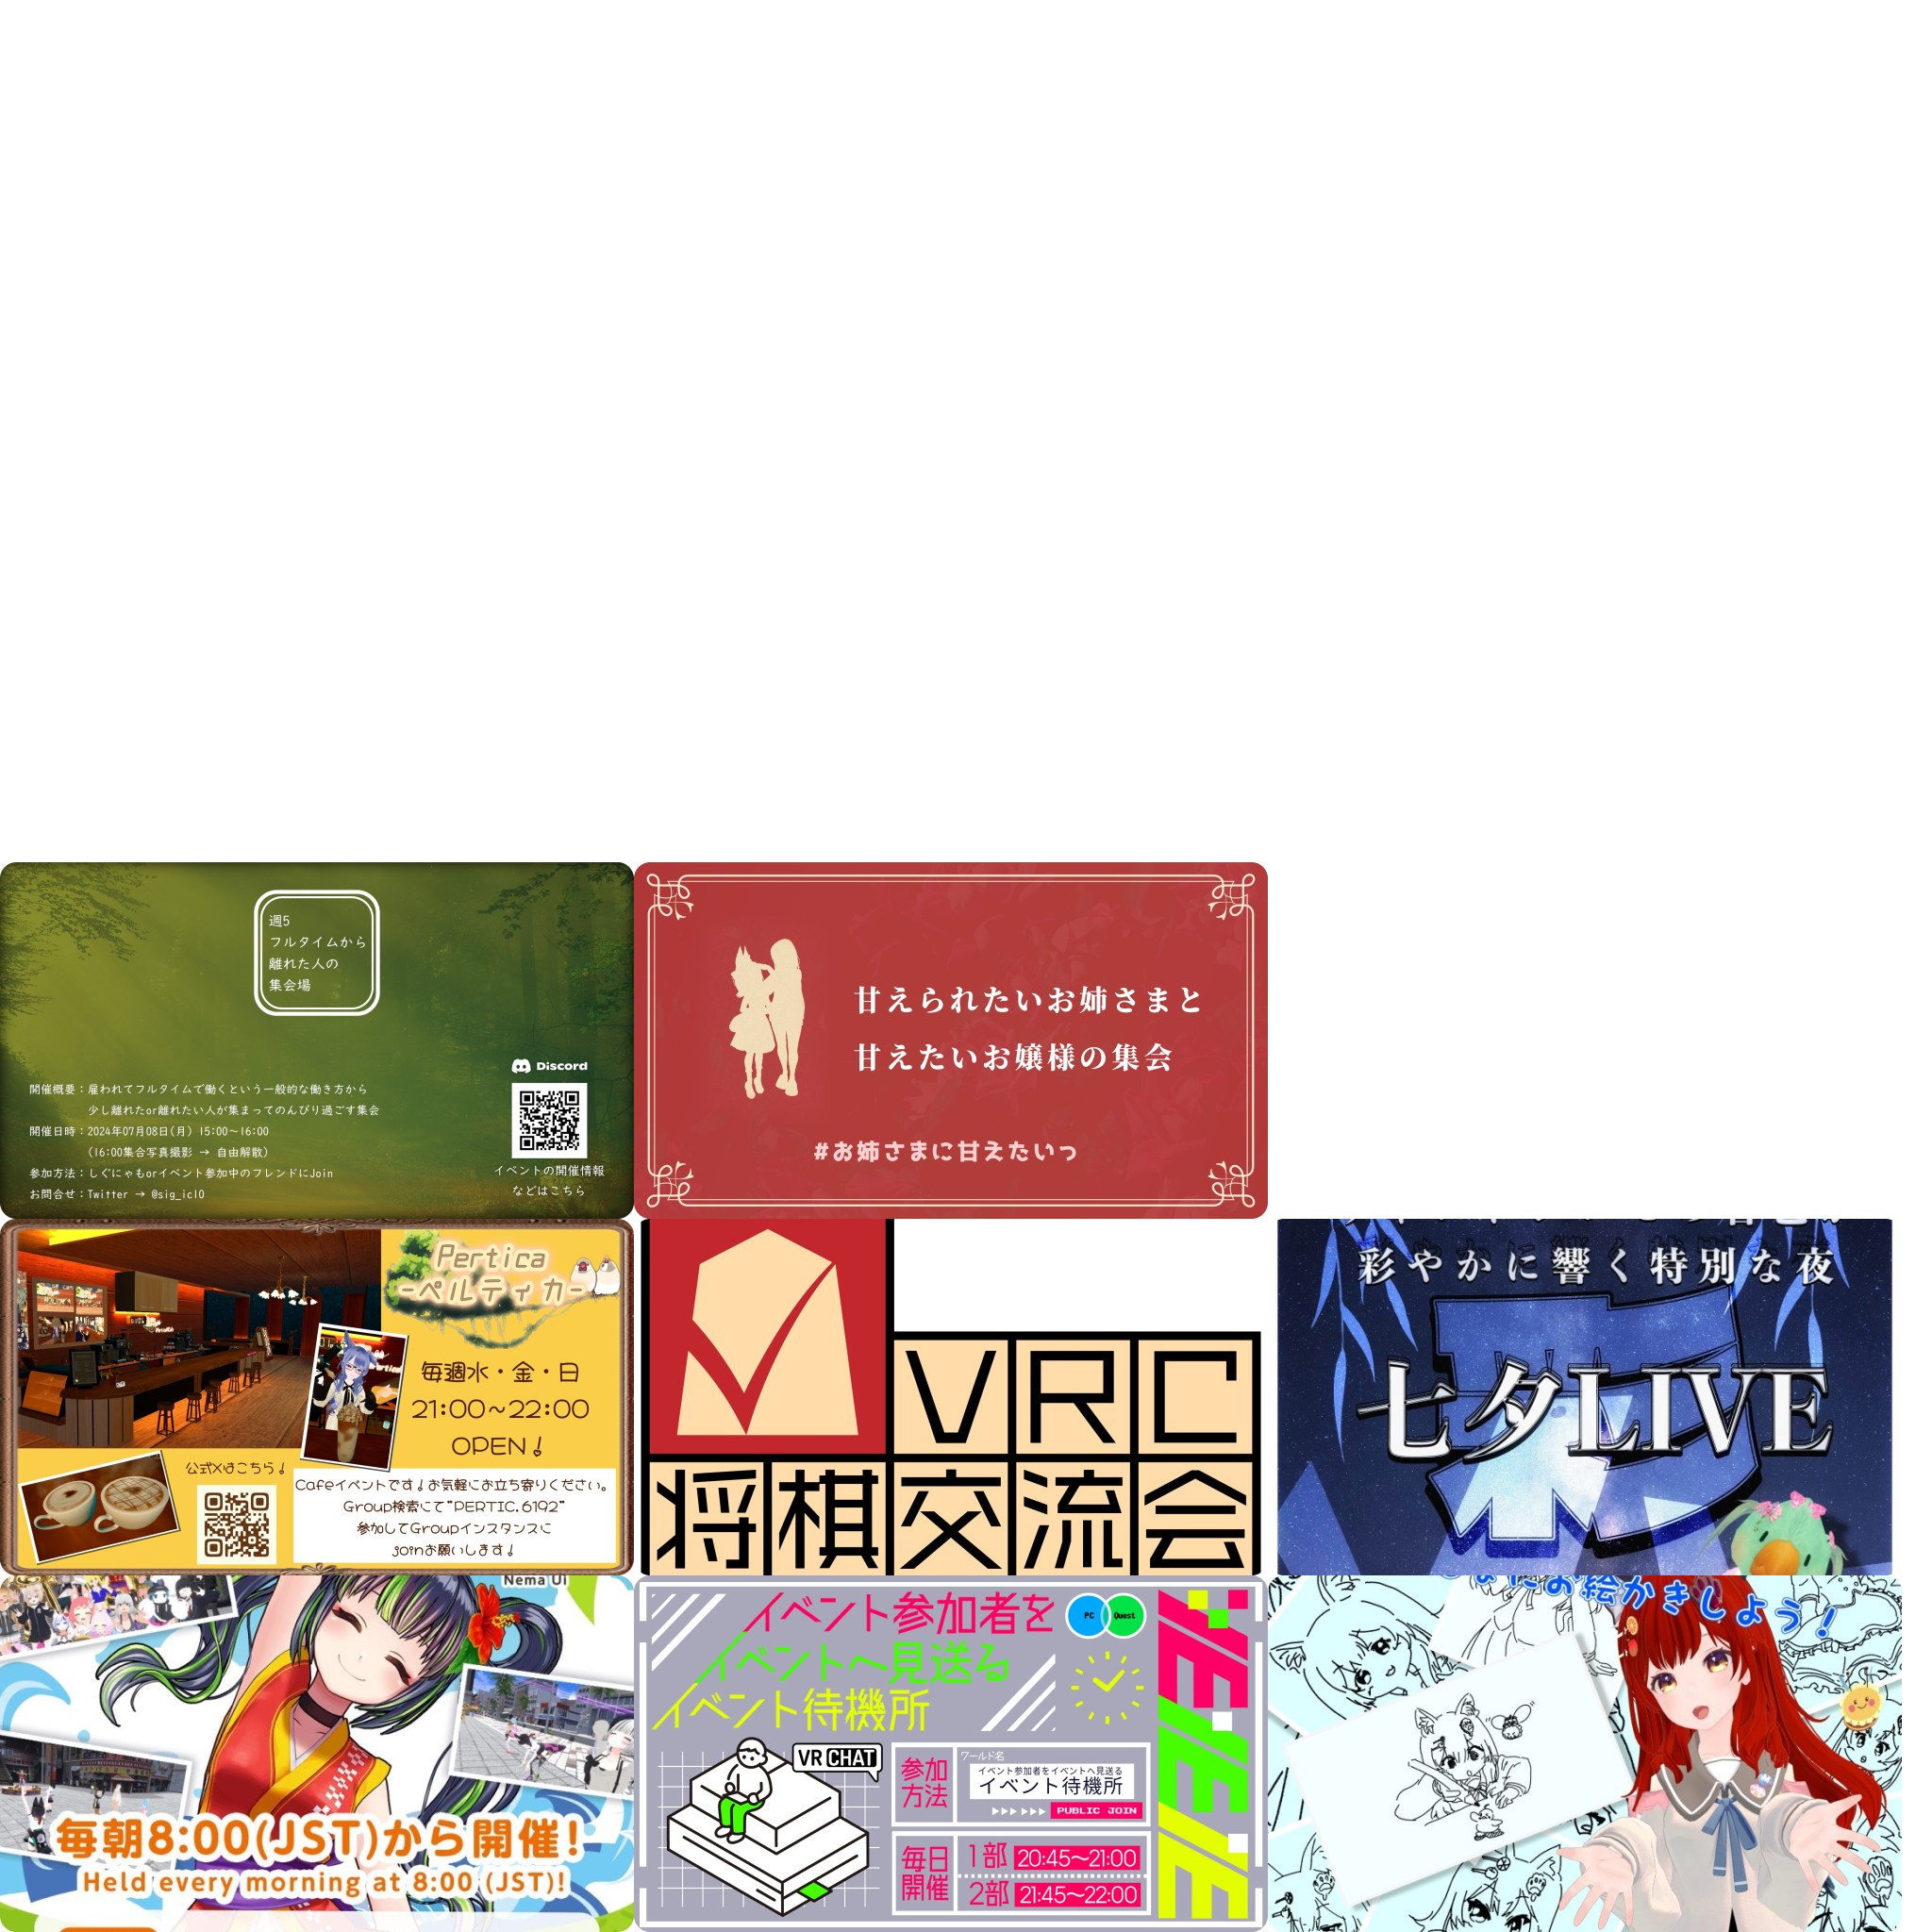 週5
フルタイムから
離れた人の
集会場
Discord
開催概要：雇われてフルタイムで働くという一般的な働き方から
少し離れたor離れたい人が集まってのんびり過ごす集会
開催日時：2024年07月08日(月) 15:00〜16:00
(16:00集合写真撮影 → 自由解散)
参加方法：しぐにゃもorイベント参加中のフレンドにJoin
お問合せ：Twitter → @sig_ic10
イベントの開催情報
などはこちら
甘えられたいお姉さまと
甘えたいお嬢様の集会
#お姉さまに甘えたいっ
Pertica
-ペルティカ-
毎週水・金・日
21:00~22:00
OPEN!
公式Xはこちら!
Cafeイベントです!お気軽にお立ち寄りください。
Group検索にて"PERTIC.6192"
参加してGroupインスタンスに
joinお願いします!
VRC
将棋交流会
彩やかに響く特別な夜
七夕LIVE
Nema Ui
毎朝8:00(JST)から開催!
Held every morning at 8:00 (JST)!
イベント参加者を
イベントへ見送る
イベント待機所
PC
Quest
VRCHAT
参加
方法
ワールド名
イベント参加者をイベントへ見送る
イベント待機所
PUBLIC JOIN
毎日
開催
1部 20:45〜21:00
2部 21:45〜22:00
にお絵かきしよう!